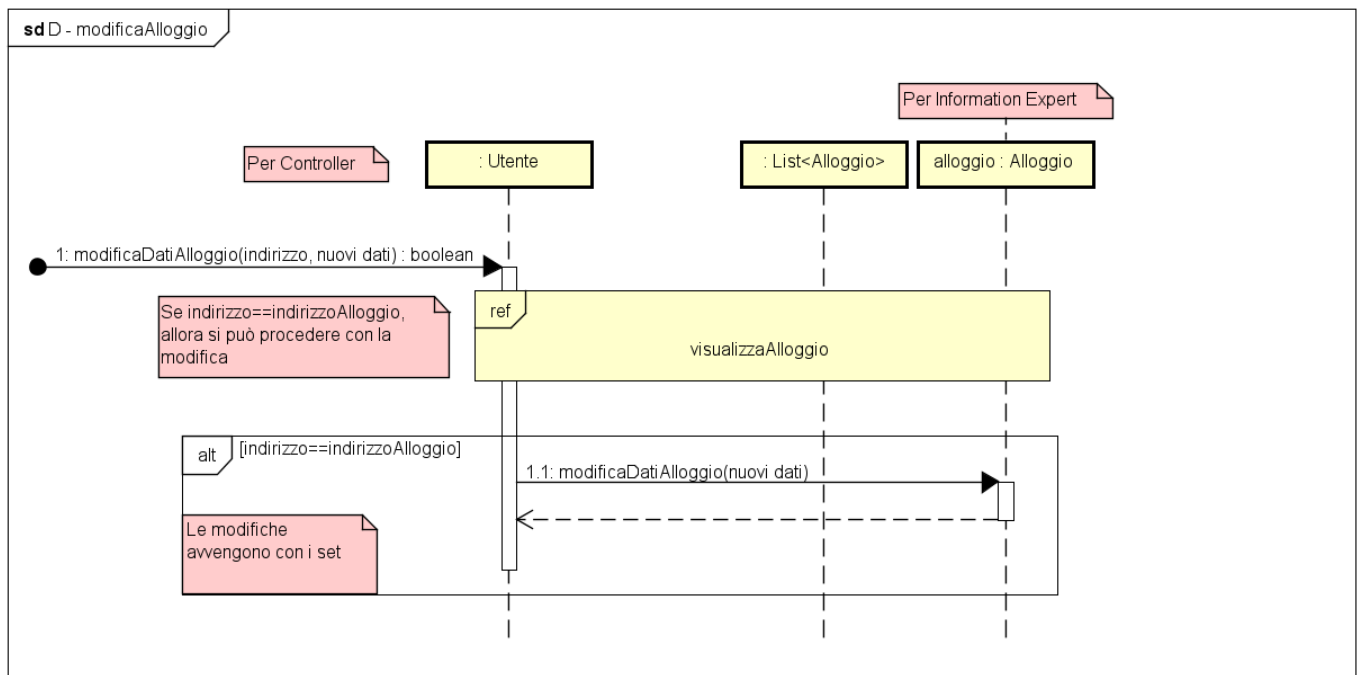 sd D - modificaAlloggio
Per Information Expert
Per Controller
: Utente
: List<Alloggio>
alloggio : Alloggio
1: modificaDatiAlloggio(indirizzo, nuovi dati) : boolean
Se indirizzo==indirizzoAlloggio,
allora si può procedere con la
modifica
ref
visualizzaAlloggio
alt
[indirizzo==indirizzoAlloggio]
1.1: modificaDatiAlloggio(nuovi dati)
Le modifiche
avvengono con i set